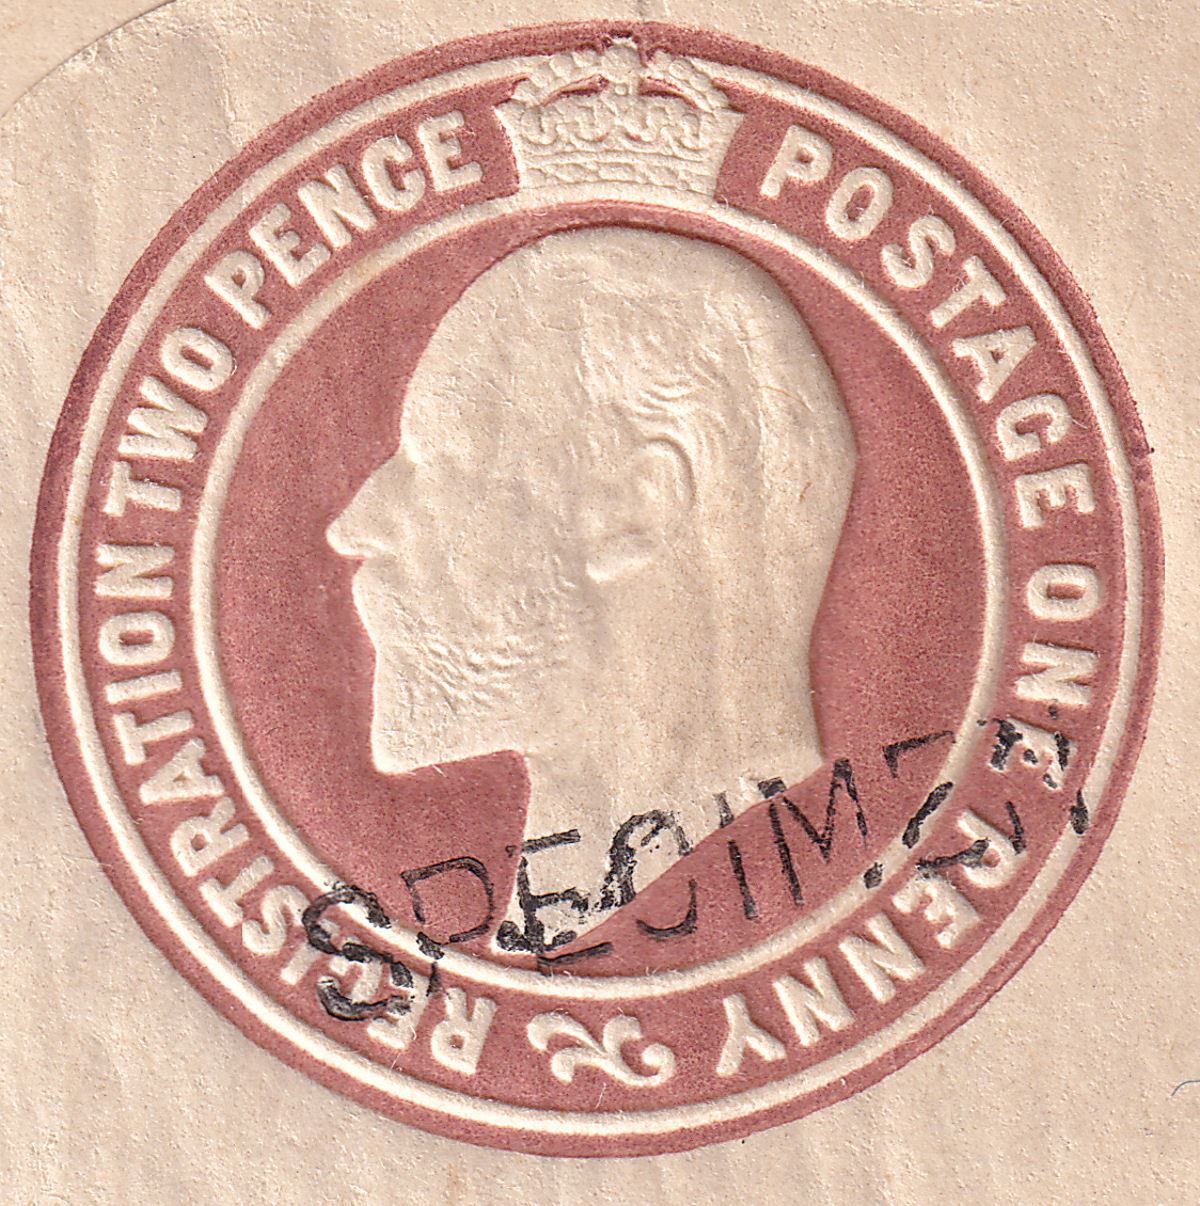 REGISTRATION TWO PENCE
POSTAGE ONE PENNY
SPECIMEN